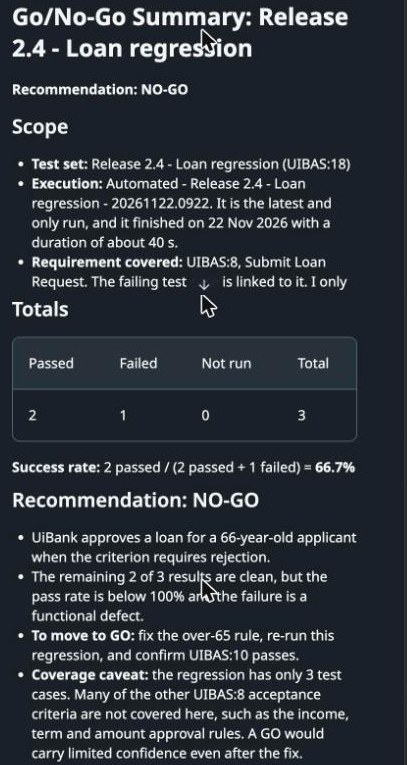 Go/No-Go Summary: Release
2.4 - Loan regression
Recommendation: NO-GO
Scope
• Test set: Release 2.4 - Loan regression (UIBAS:18)
• Execution: Automated - Release 2.4 - Loan
regression - 20261122.0922. It is the latest and
only run, and it finished on 22 Nov 2026 with a
duration of about 40 s.
• Requirement covered: UIBAS:8, Submit Loan
Request. The failing test ↓ is linked to it. I only
Totals
Passed Failed Not run Total
2 1 0 3
Success rate: 2 passed / (2 passed + 1 failed) = 66.7%
Recommendation: NO-GO
• UiBank approves a loan for a 66-year-old applicant
when the criterion requires rejection.
• The remaining 2 of 3 results are clean, but the
pass rate is below 100% and the failure is a
functional defect.
• To move to GO: fix the over-65 rule, re-run this
regression, and confirm UIBAS:10 passes.
• Coverage caveat: the regression has only 3 test
cases. Many of the other UIBAS:8 acceptance
criteria are not covered here, such as the income,
term and amount approval rules. A GO would
carry limited confidence even after the fix.